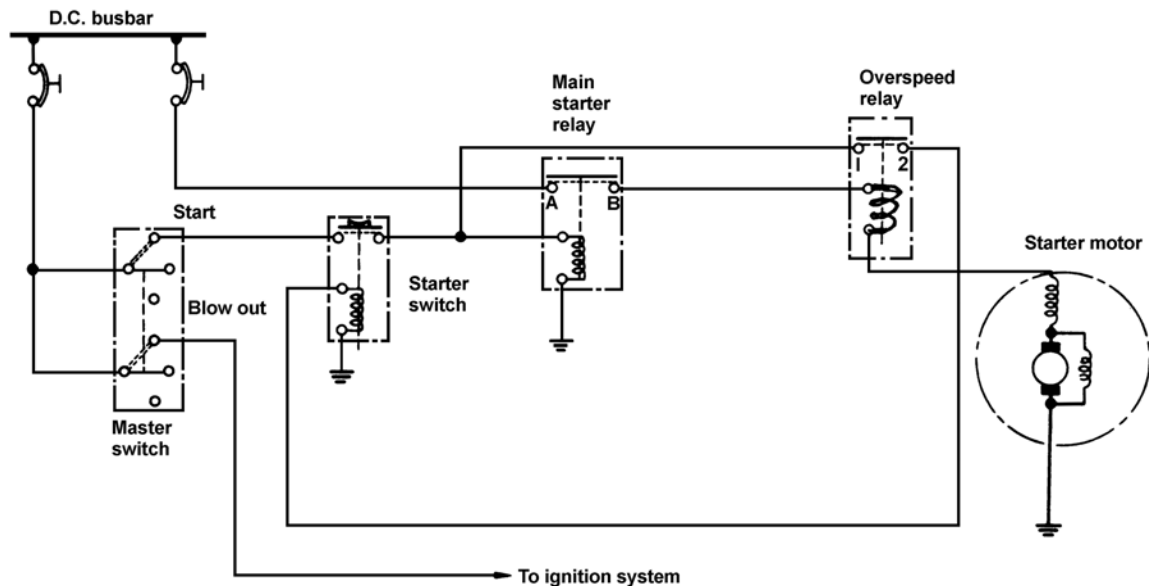 D.C. busbar
Main
starter
relay
Overspeed
relay
1 2
A B
Start
Starter motor
Starter
switch
Blow out
Master
switch
To ignition system